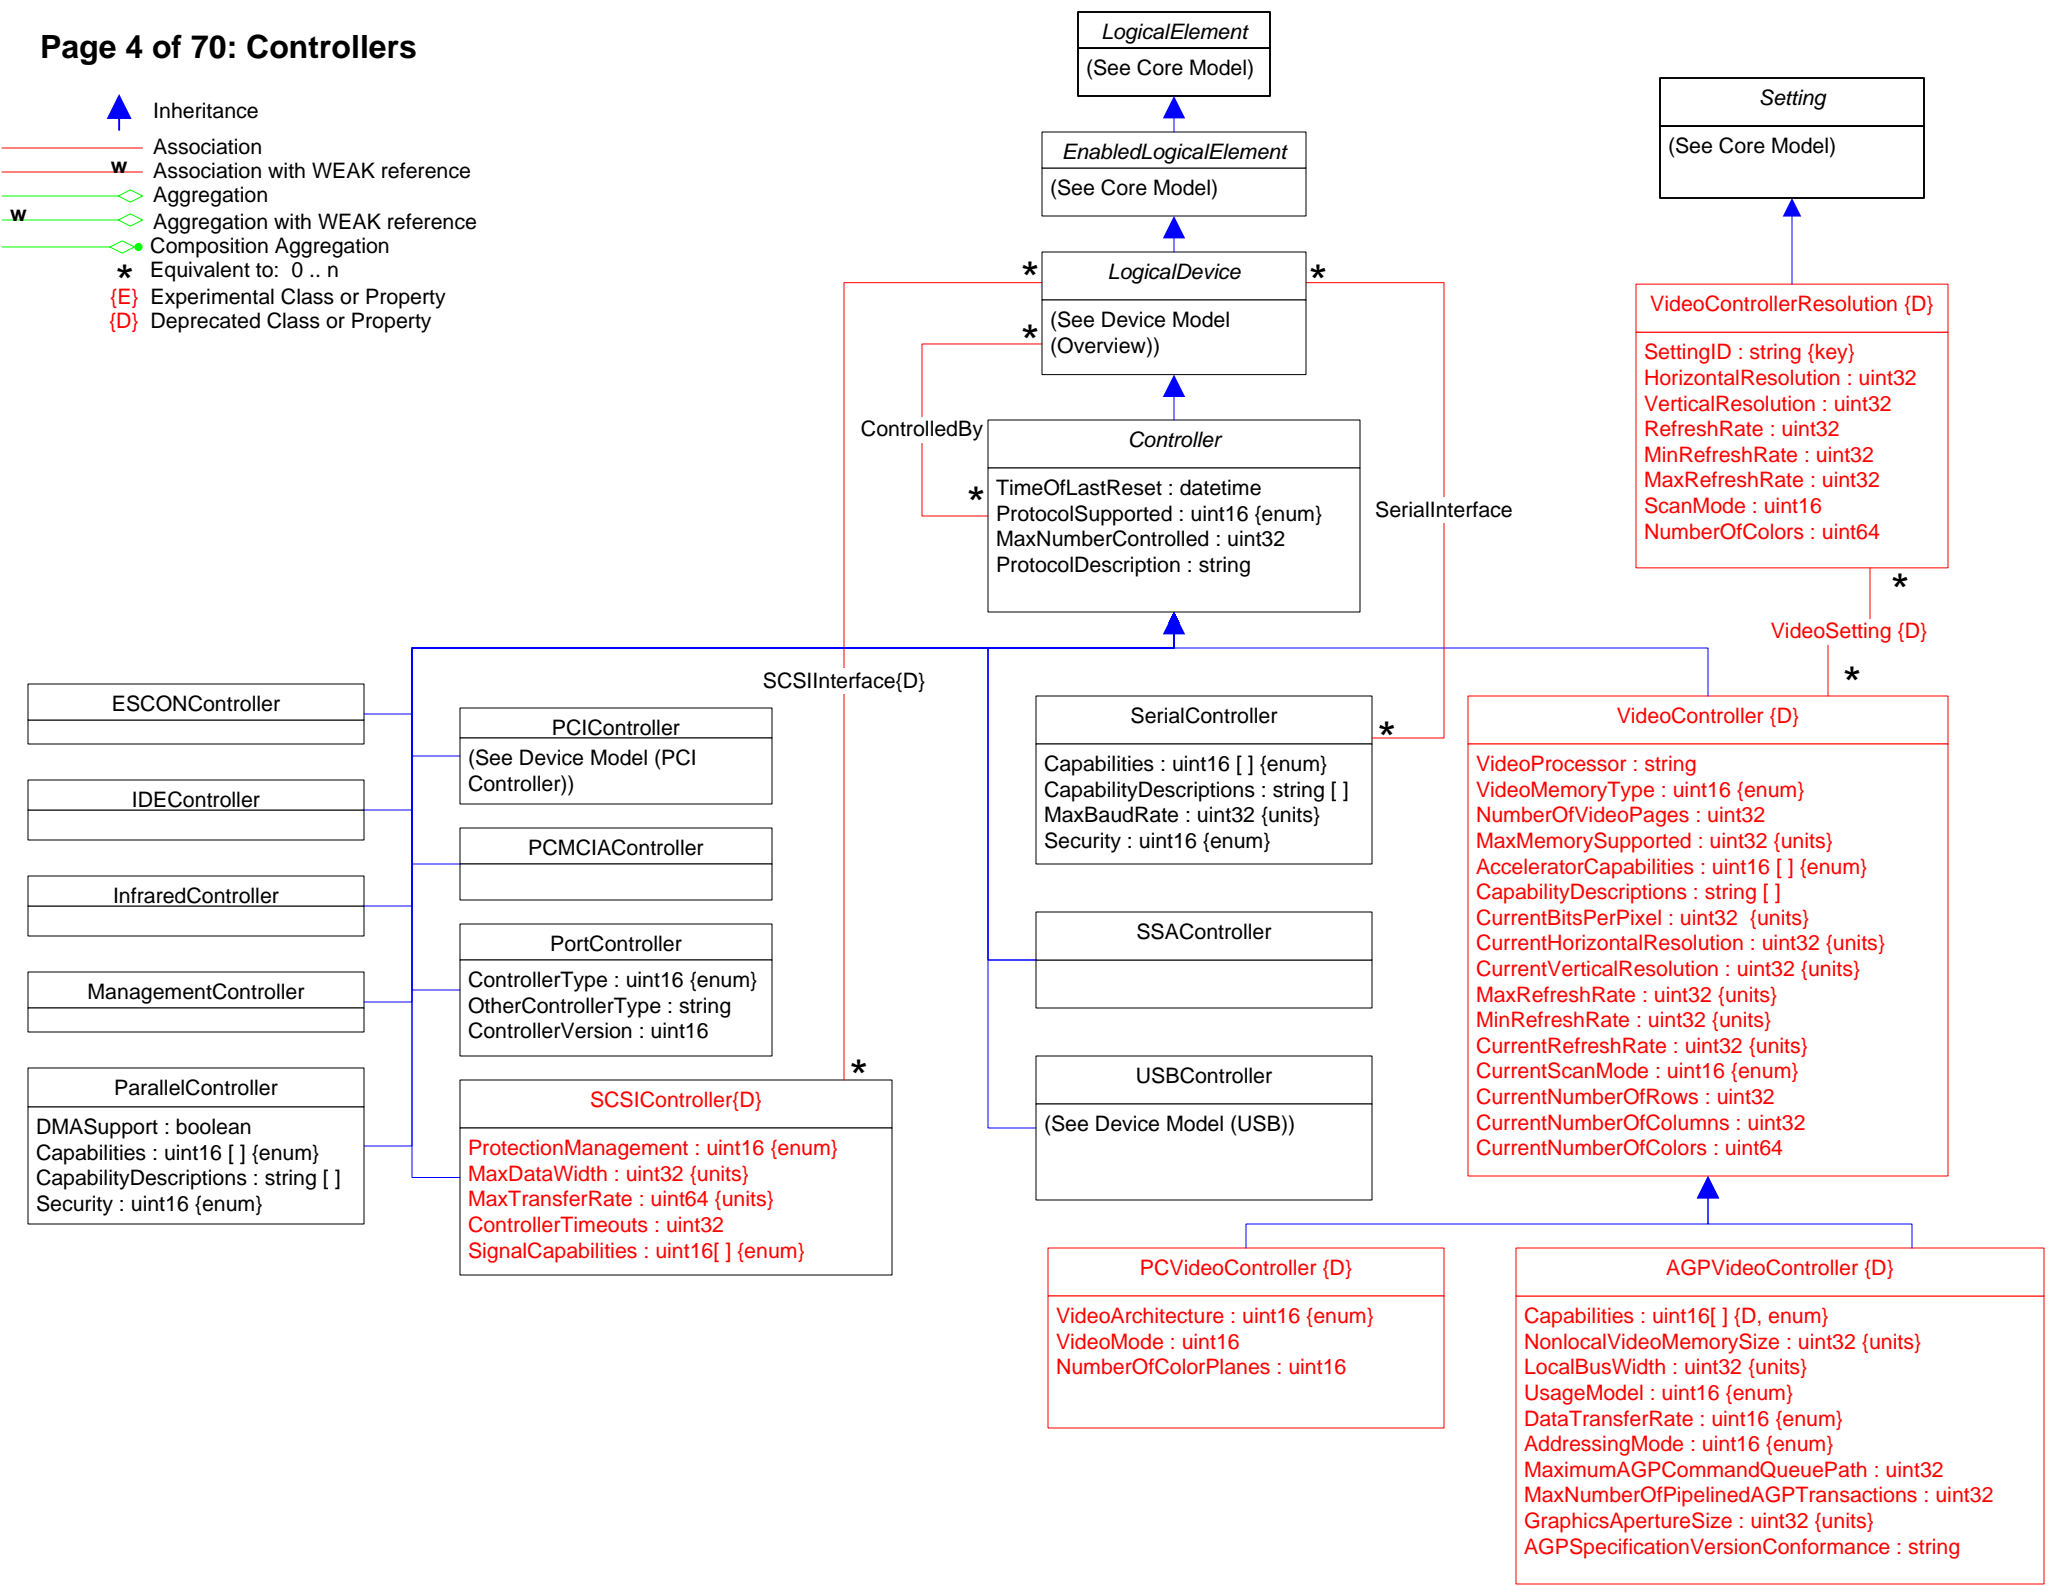 Page 4 of 70: Controllers
Inheritance
Association
w
Association with WEAK reference
Aggregation
w
Aggregation with WEAK reference
Composition Aggregation
* Equivalent to: 0 .. n
{E} Experimental Class or Property
{D} Deprecated Class or Property
LogicalElement
(See Core Model)
EnabledLogicalElement
(See Core Model)
*
*
LogicalDevice
*
(See Device Model
(Overview))
ControlledBy
*
Controller
TimeOfLastReset : datetime
ProtocolSupported : uint16 {enum}
MaxNumberControlled : uint32
ProtocolDescription : string
SerialInterface
Setting
(See Core Model)
VideoControllerResolution {D}
SettingID : string {key}
HorizontalResolution : uint32
VerticalResolution : uint32
RefreshRate : uint32
MinRefreshRate : uint32
MaxRefreshRate : uint32
ScanMode : uint16
NumberOfColors : uint64
*
VideoSetting {D}
*
SCSIInterface{D}
ESCONController
IDEController
InfraredController
ManagementController
ParallelController
DMASupport : boolean
Capabilities : uint16 [ ] {enum}
CapabilityDescriptions : string [ ]
Security : uint16 {enum}
PCIController
(See Device Model (PCI
Controller))
PCMCIAController
PortController
ControllerType : uint16 {enum}
OtherControllerType : string
ControllerVersion : uint16
*
SCSIController{D}
ProtectionManagement : uint16 {enum}
MaxDataWidth : uint32 {units}
MaxTransferRate : uint64 {units}
ControllerTimeouts : uint32
SignalCapabilities : uint16[ ] {enum}
SerialController
*
Capabilities : uint16 [ ] {enum}
CapabilityDescriptions : string [ ]
MaxBaudRate : uint32 {units}
Security : uint16 {enum}
SSAController
USBController
(See Device Model (USB))
VideoController {D}
VideoProcessor : string
VideoMemoryType : uint16 {enum}
NumberOfVideoPages : uint32
MaxMemorySupported : uint32 {units}
AcceleratorCapabilities : uint16 [ ] {enum}
CapabilityDescriptions : string [ ]
CurrentBitsPerPixel : uint32 {units}
CurrentHorizontalResolution : uint32 {units}
CurrentVerticalResolution : uint32 {units}
MaxRefreshRate : uint32 {units}
MinRefreshRate : uint32 {units}
CurrentRefreshRate : uint32 {units}
CurrentScanMode : uint16 {enum}
CurrentNumberOfRows : uint32
CurrentNumberOfColumns : uint32
CurrentNumberOfColors : uint64
PCVideoController {D}
VideoArchitecture : uint16 {enum}
VideoMode : uint16
NumberOfColorPlanes : uint16
AGPVideoController {D}
Capabilities : uint16[ ] {D, enum}
NonlocalVideoMemorySize : uint32 {units}
LocalBusWidth : uint32 {units}
UsageModel : uint16 {enum}
DataTransferRate : uint16 {enum}
AddressingMode : uint16 {enum}
MaximumAGPCommandQueuePath : uint32
MaxNumberOfPipelinedAGPTransactions : uint32
GraphicsApertureSize : uint32 {units}
AGPSpecificationVersionConformance : string